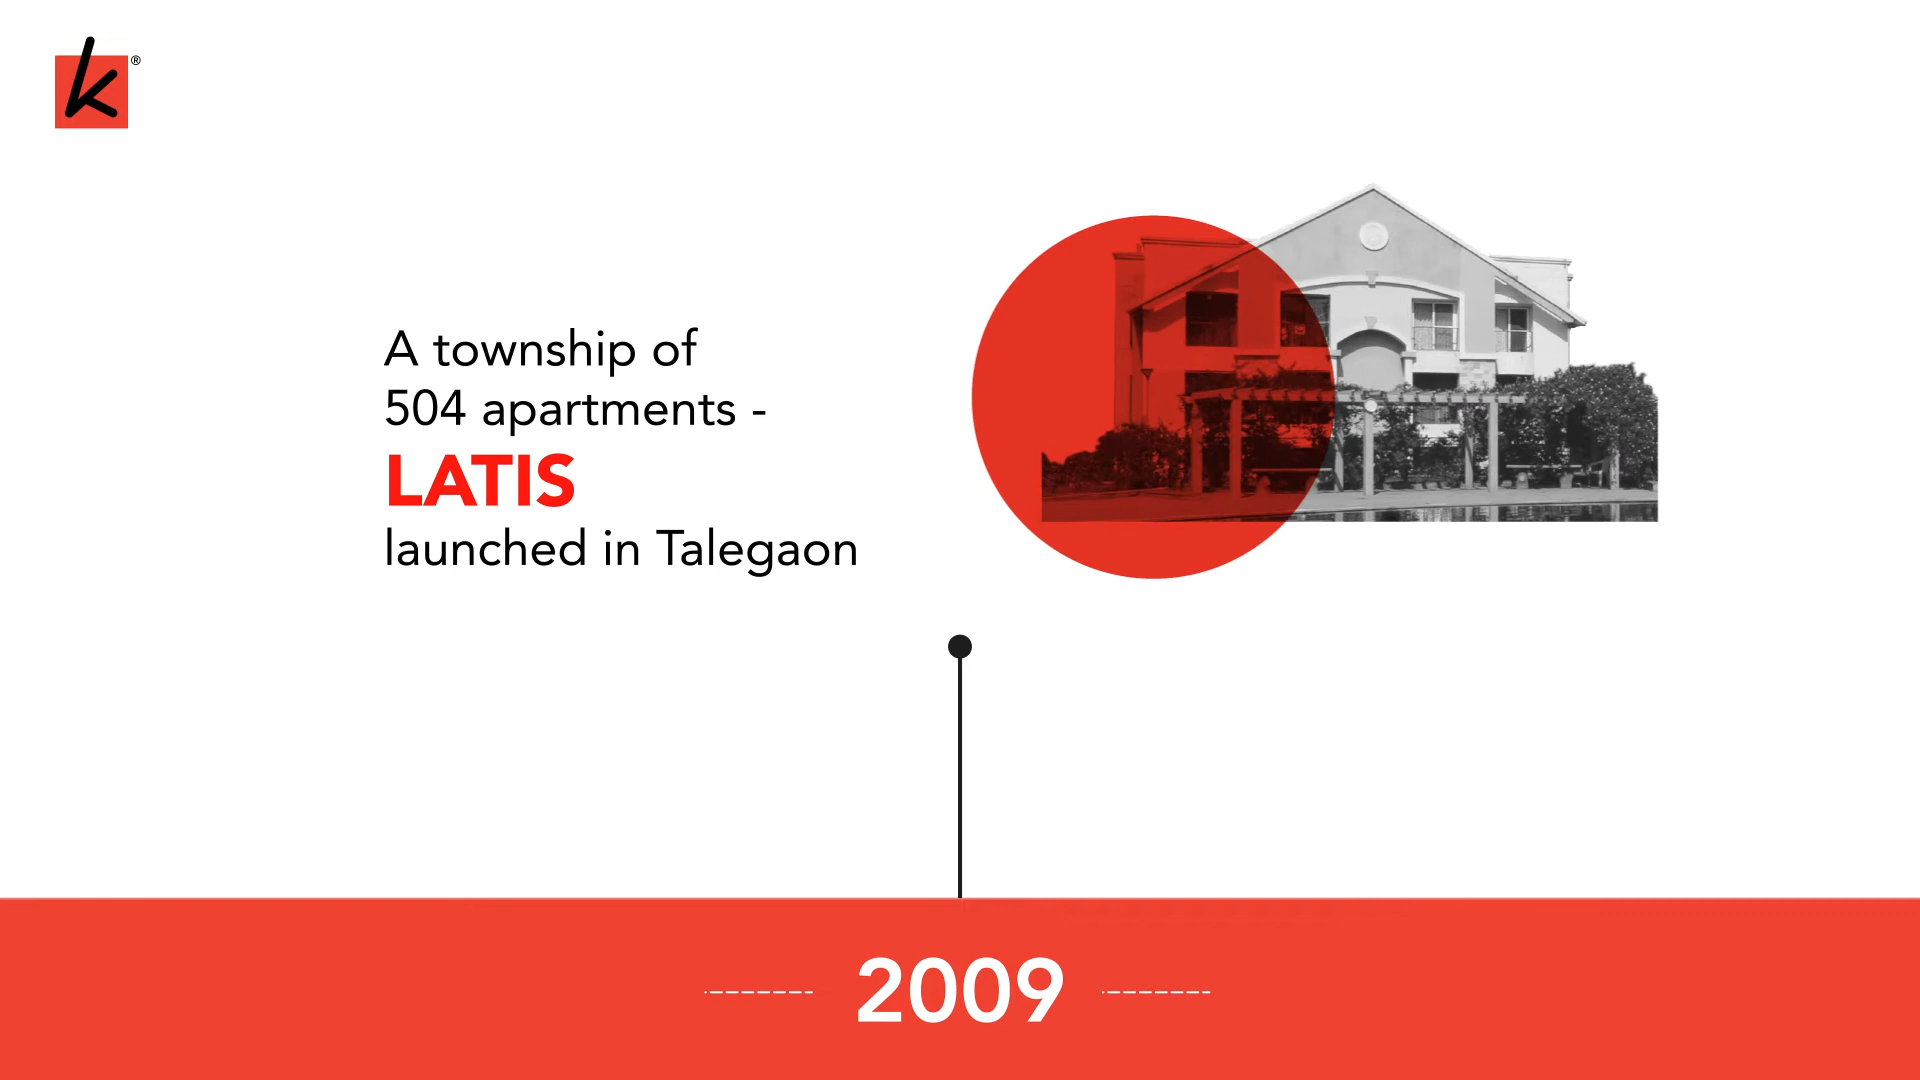 k®
A township of
504 apartments -
LATIS
launched in Talegaon
2009